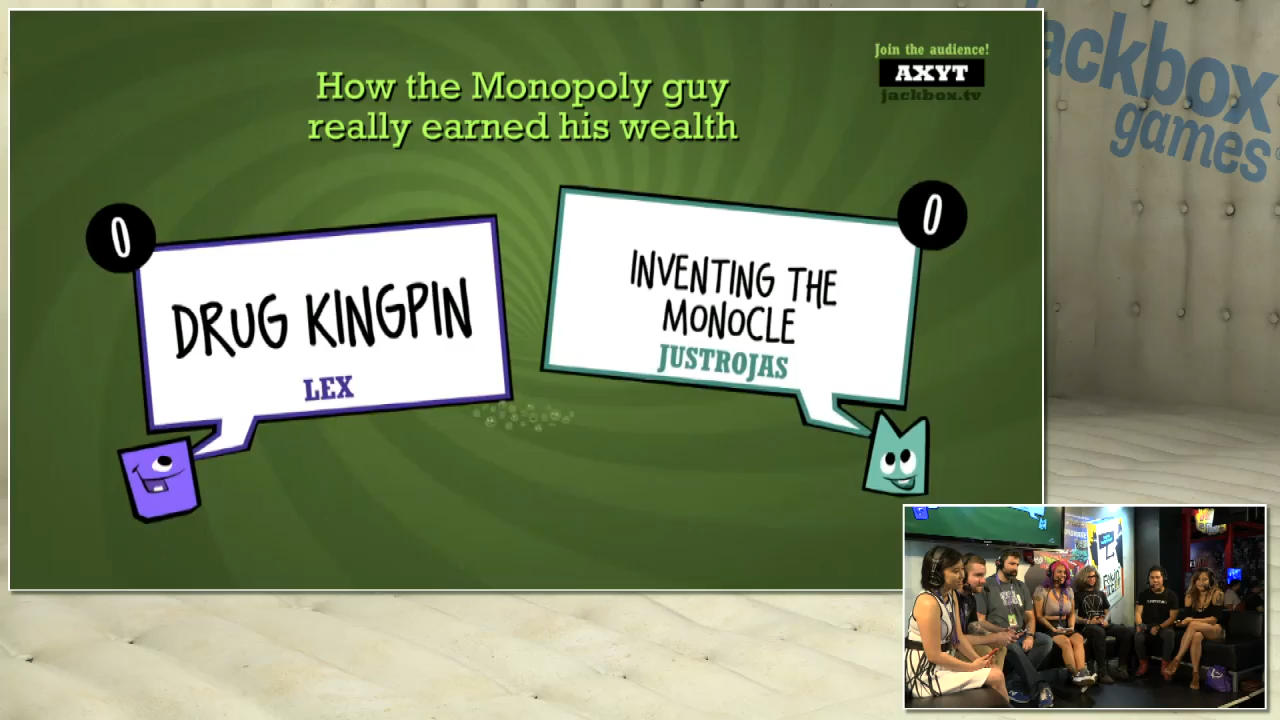 Join the audience!
AXYT
jackbox.tv
How the Monopoly guy
really earned his wealth
jackbox
games
0
0
DRUG KINGPIN
LEX
INVENTING THE
MONOCLE
JUSTROJAS